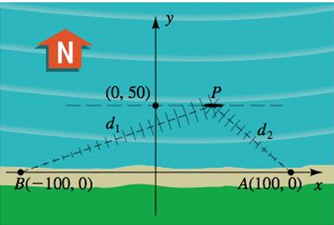 y
N
(0, 50)
P
d₁
d₂
B(−100, 0)
A(100, 0)
x